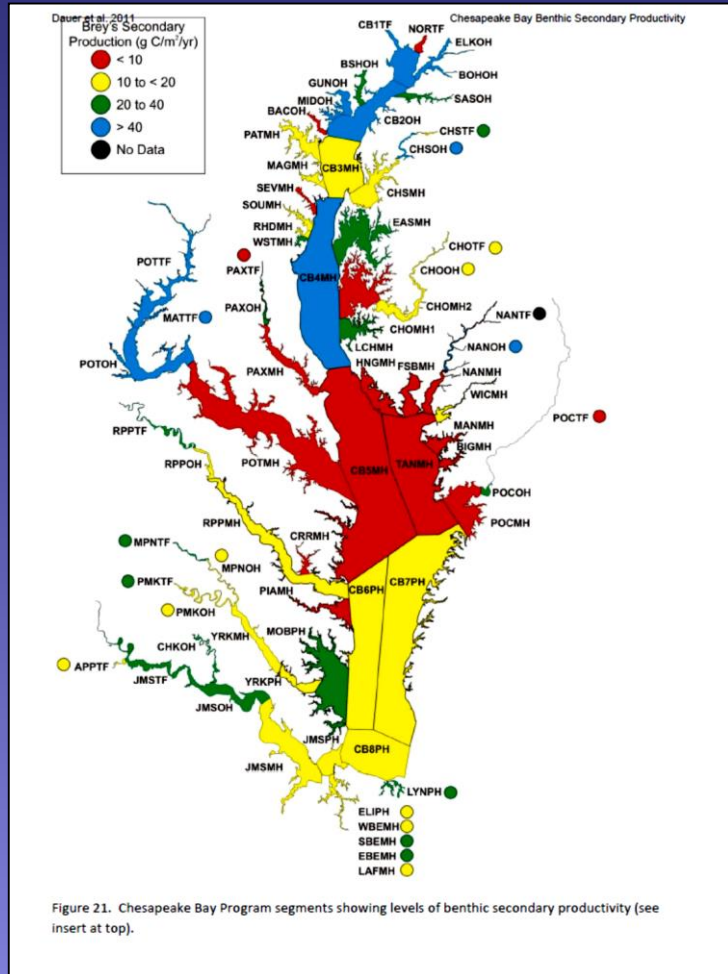 Dauer et al, 2011
Chesapeake Bay Benthic Secondary Productivity
Brey's Secondary
Production (g C/m²/yr)
< 10
10 to < 20
20 to 40
> 40
No Data
CB1TF
NORTF
ELKOH
BSHOH
GUNOH
BOHOH
MIDOH
SASOH
BACOH
CB2OH
PATMH
CHSTF
CHSOH
MAGMH
CB3MH
SEVMH
CHSMH
SOUMH
RHDMH
EASMH
WSTMH
CHOTF
POTTF
PAXTF
CB4MH
CHOOH
MATTF
PAXOH
CHOMH2
CHOMH1
NANTF
LCHMH
NANOH
POTOH
PAXMH
HNGMH
FSBMH
NANMH
WICMH
RPPTF
MANMH
POCTF
BIGMH
RPPOH
POTMH
CB5MH
TANMH
POCOH
RPPMH
POCMH
CRRMH
MPNTF
MPNOH
CB7PH
PMKTF
PIAMH
CB6PH
PMKOH
MOBPH
CHKOH
YRKMH
APPTF
JMSTF
YRKPH
JMSOH
JMSPH
CB8PH
JMSMH
LYNPH
ELIPH
WBEMH
SBEMH
EBEMH
LAFMH
Figure 21.  Chesapeake Bay Program segments showing levels of benthic secondary productivity (see
insert at top).